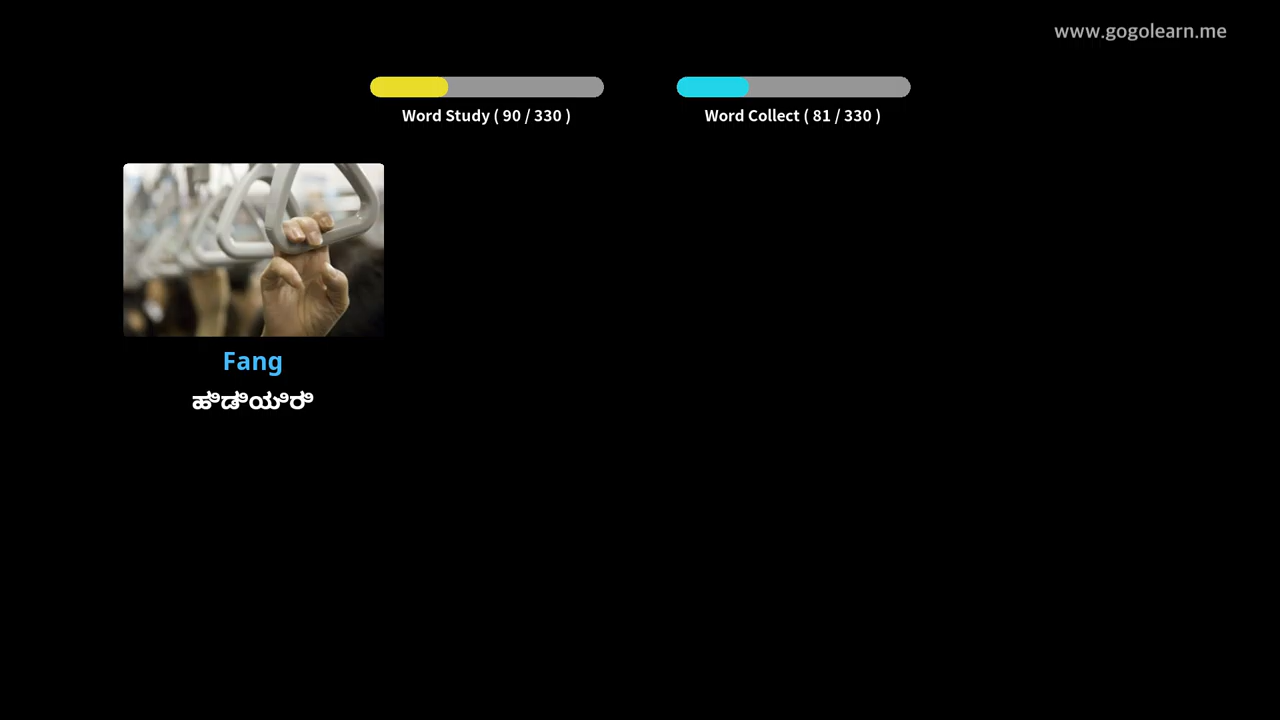 www.gogolearn.me
Word Study ( 90 / 330 )
Word Collect ( 81 / 330 )
Fang
ಹಿಡಿಯಿರಿ